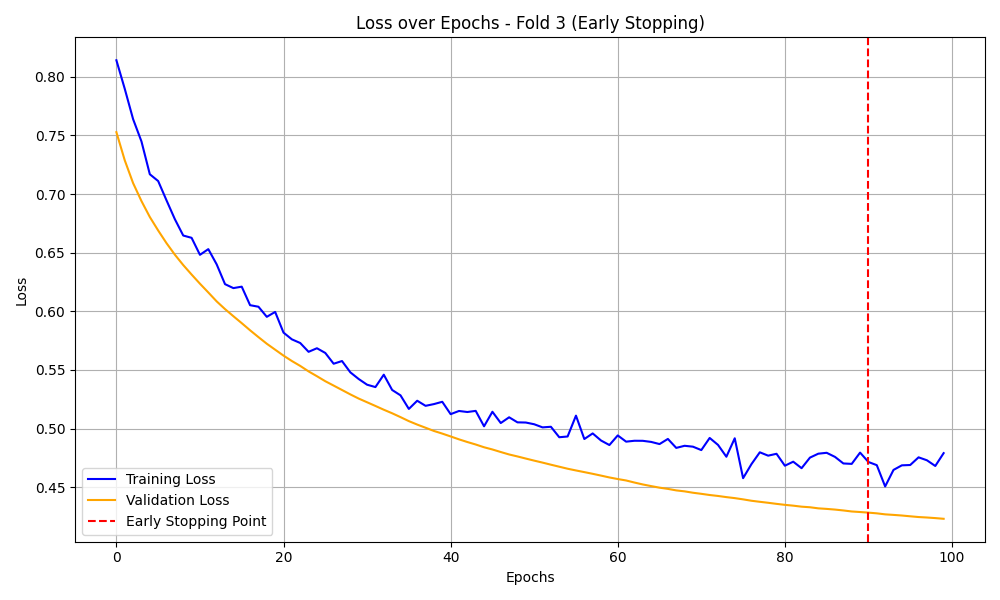 Loss over Epochs - Fold 3 (Early Stopping)
Loss
0.80
0.75
0.70
0.65
0.60
0.55
0.50
0.45
Training Loss
Validation Loss
Early Stopping Point
0 20 40 60 80 100
Epochs